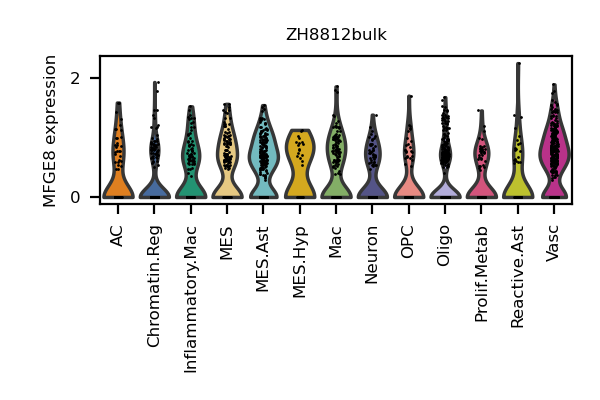 ZH8812bulk
MFGE8 expression
2
0
AC
Chromatin.Reg
Inflammatory.Mac
MES
MES.Ast
MES.Hyp
Mac
Neuron
OPC
Oligo
Prolif.Metab
Reactive.Ast
Vasc